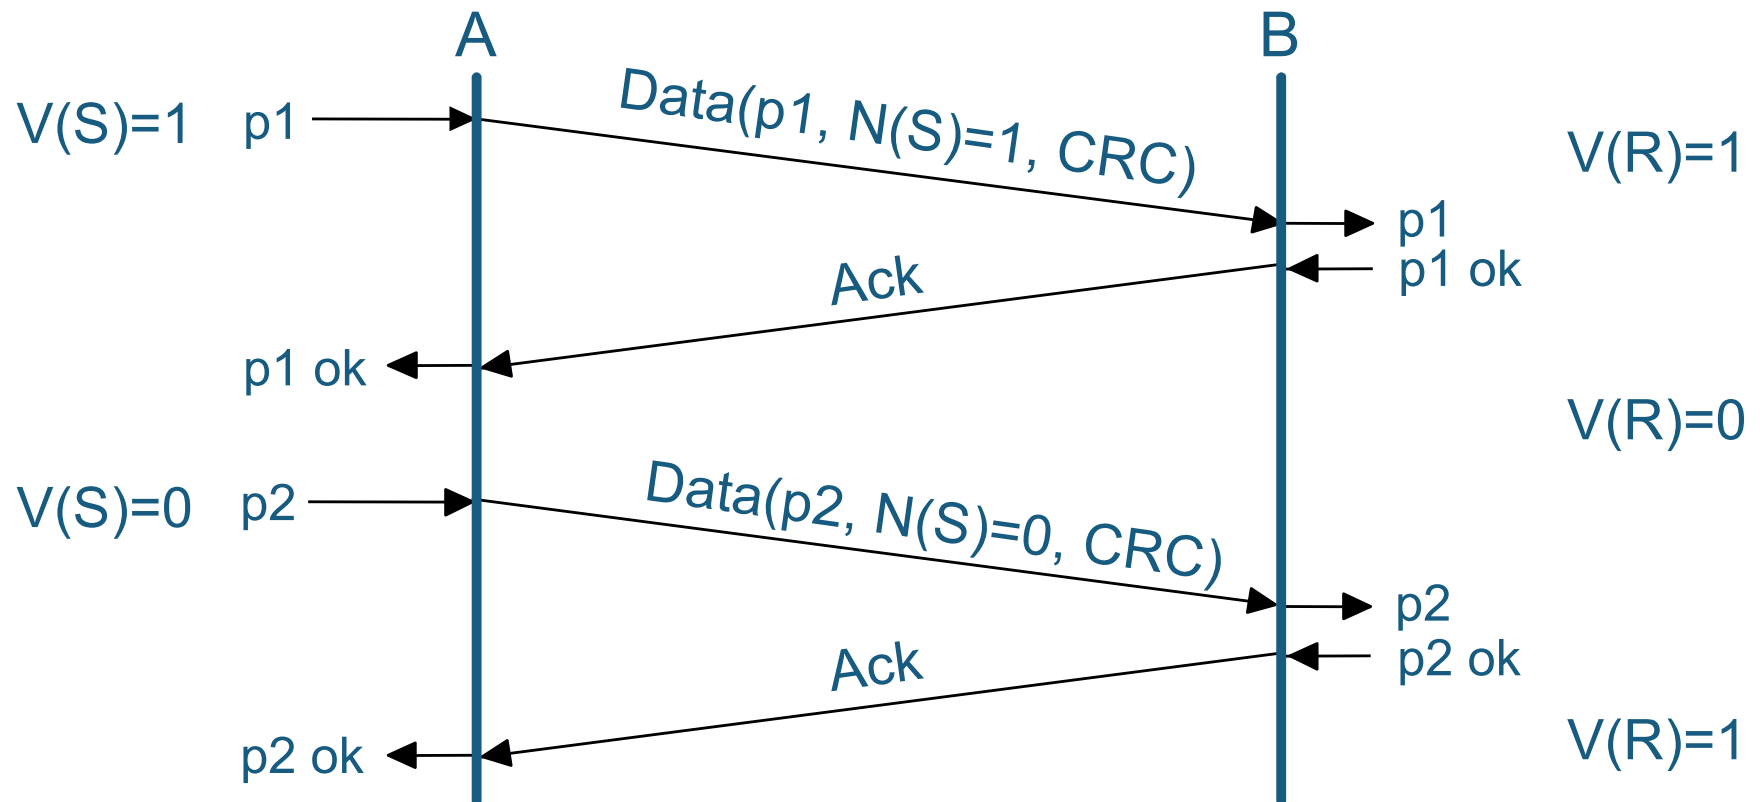 A
B
V(S)=1
p1
Data(p1, N(S)=1, CRC)
V(R)=1
p1
p1 ok
Ack
p1 ok
V(R)=0
V(S)=0
p2
Data(p2, N(S)=0, CRC)
p2
p2 ok
Ack
p2 ok
V(R)=1